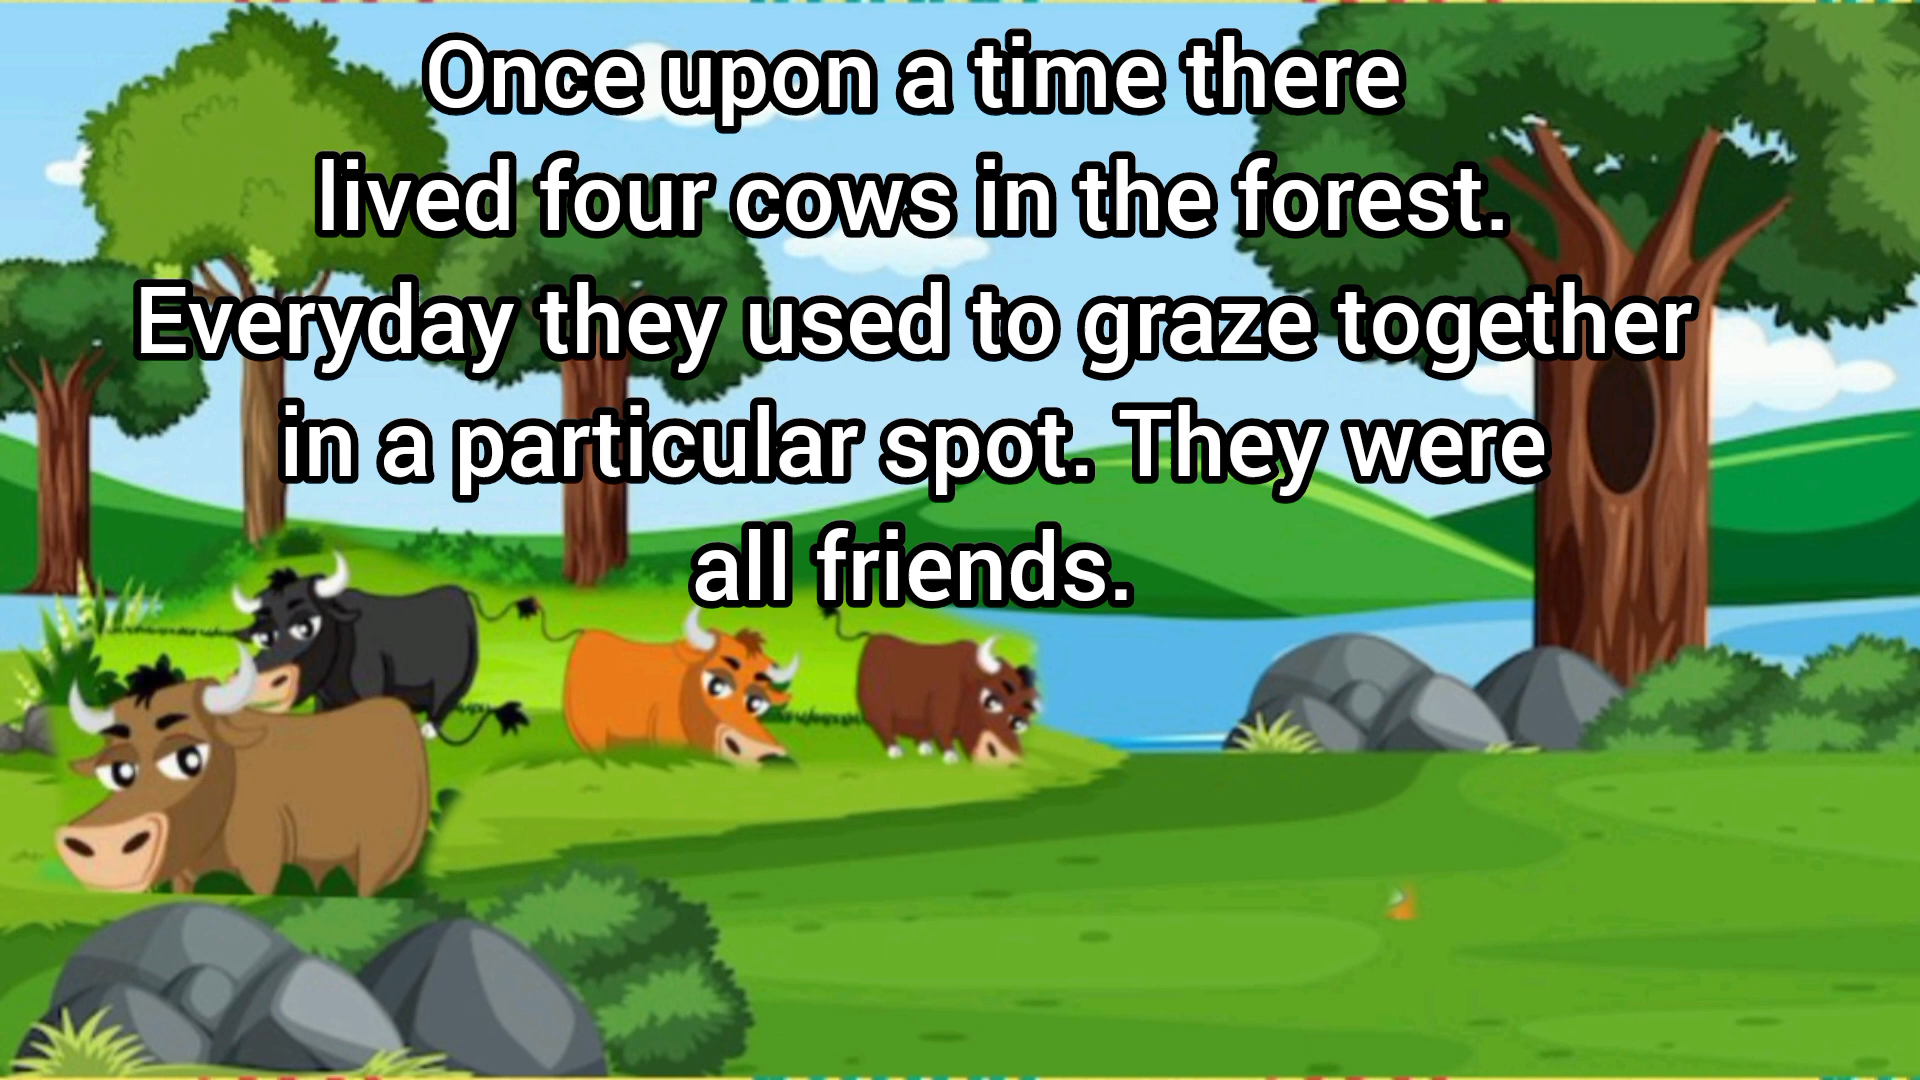 Once upon a time there
lived four cows in the forest.
Everyday they used to graze together
in a particular spot. They were
all friends.